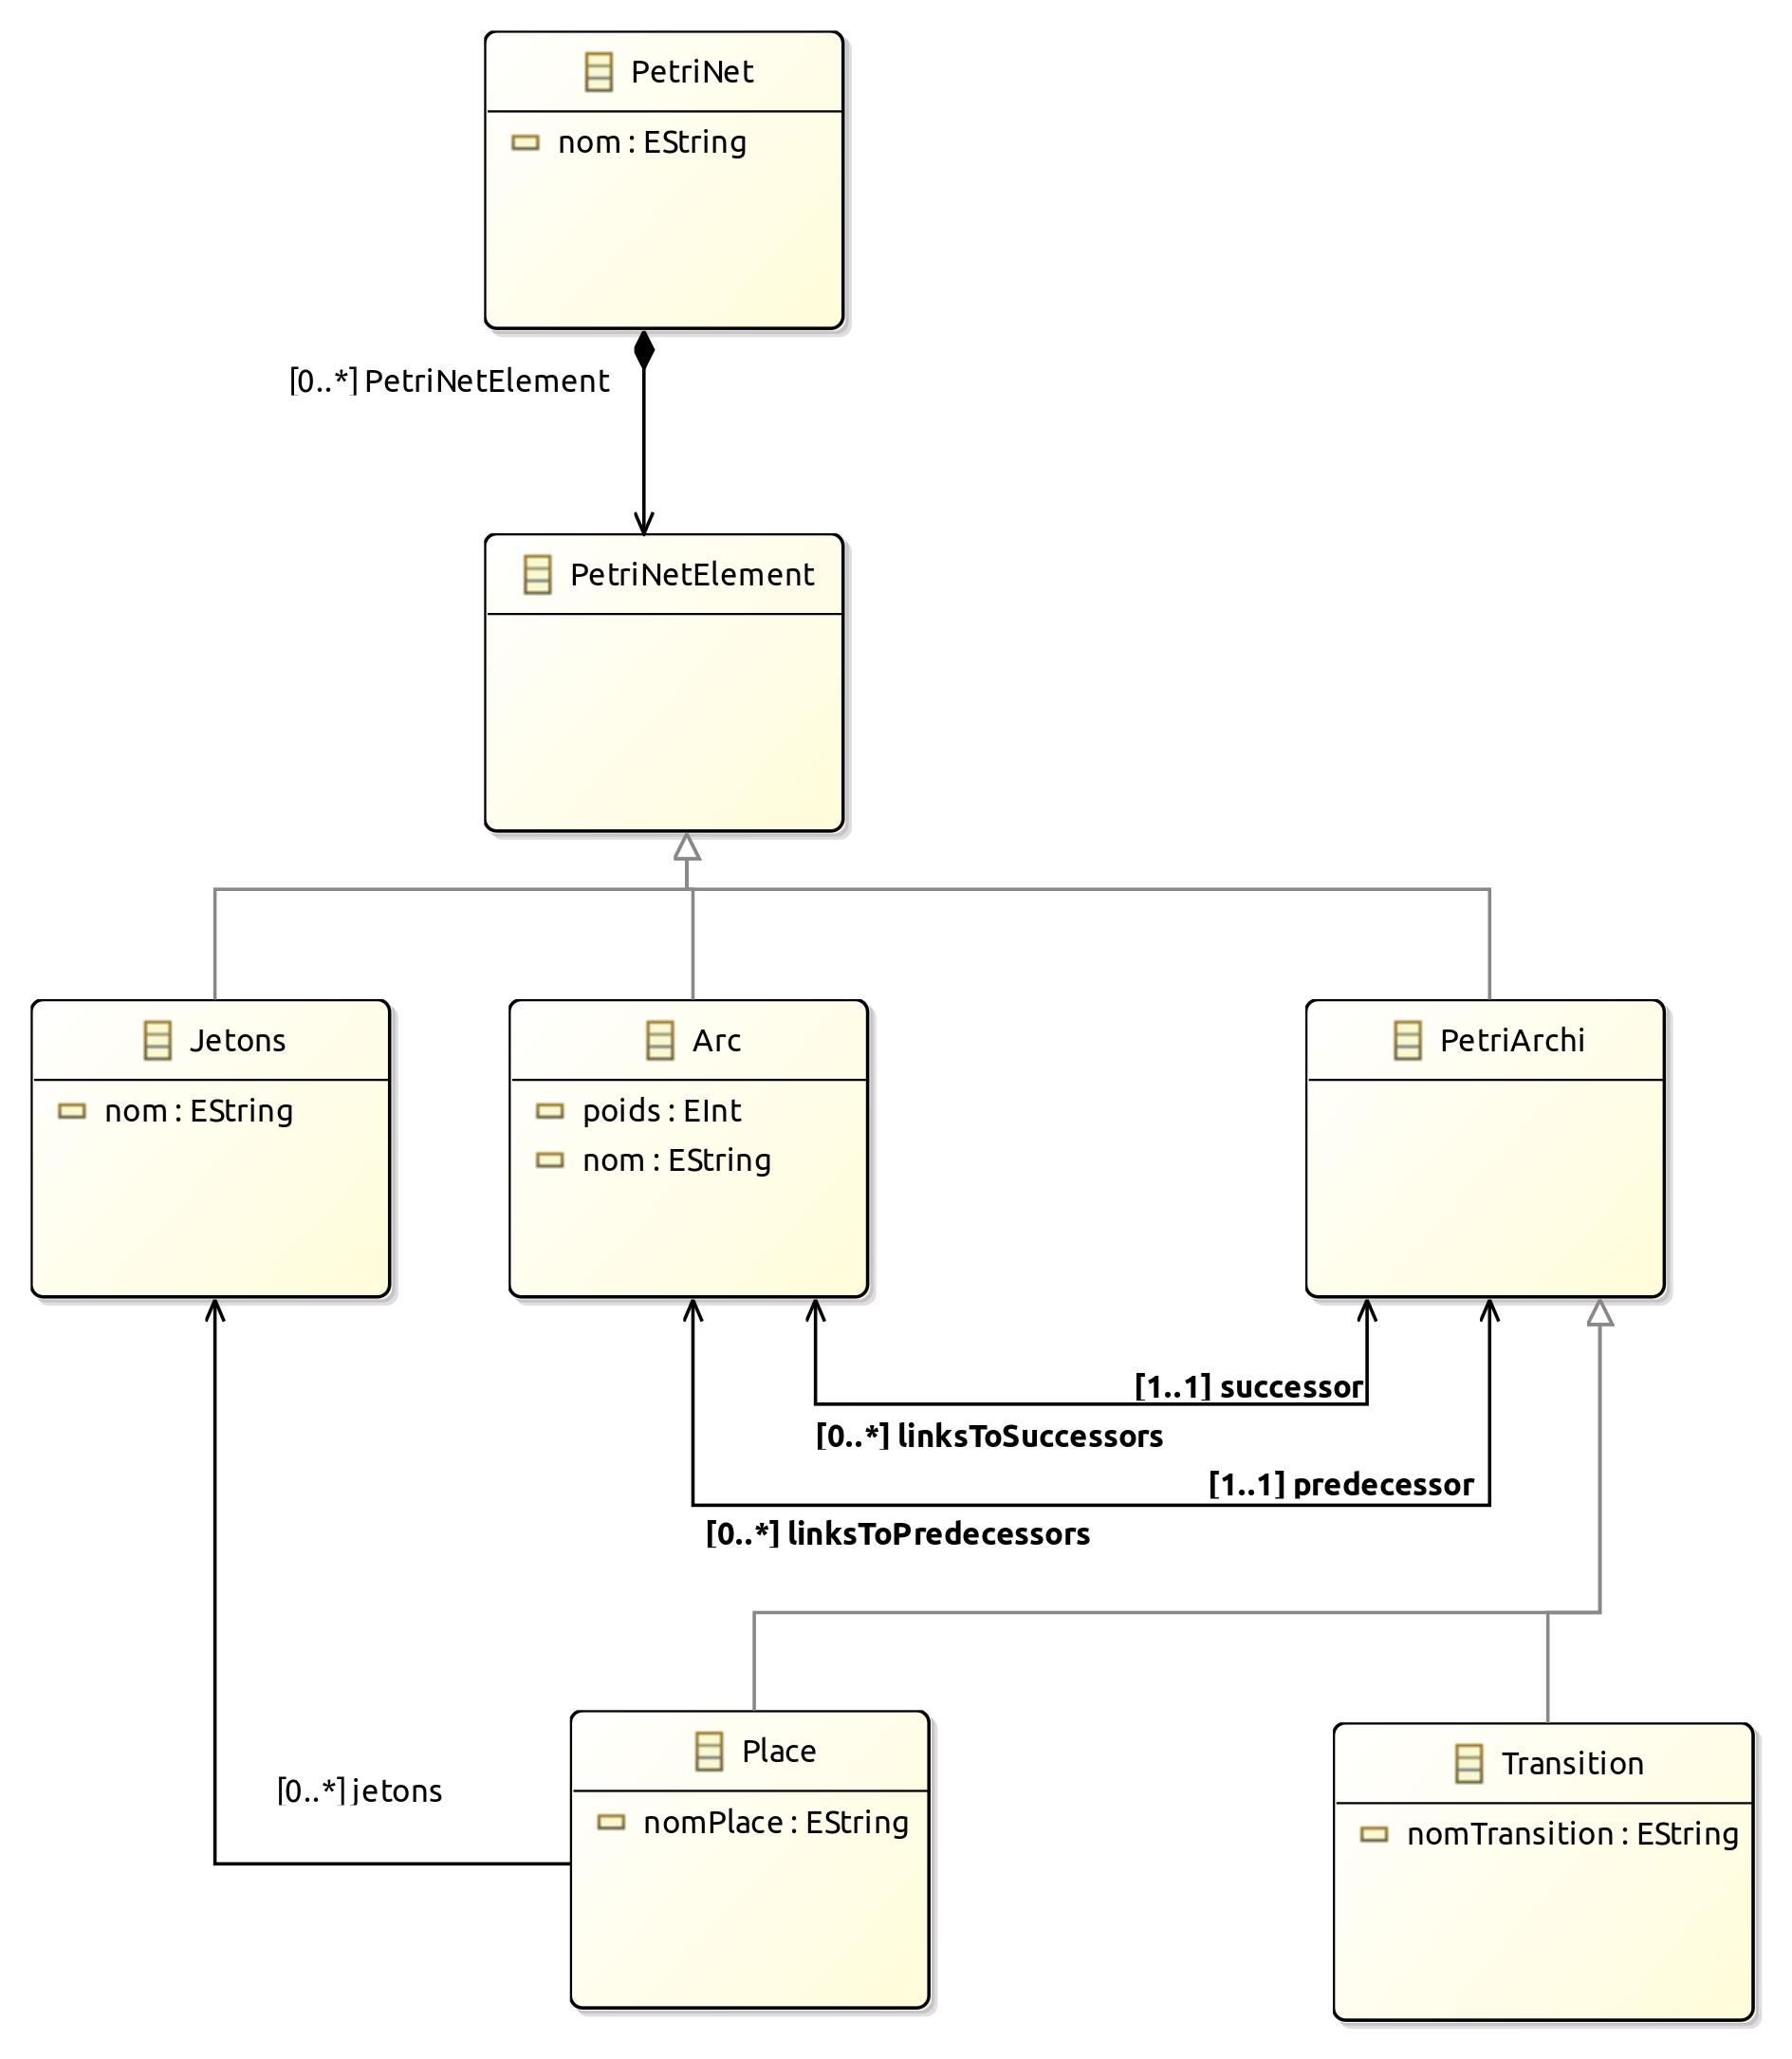 PetriNet
nom : EString
[0..*] PetriNetElement
PetriNetElement
Jetons
nom : EString
Arc
poids : EInt
nom : EString
PetriArchi
[1..1] successor
[0..*] linksToSuccessors
[1..1] predecessor
[0..*] linksToPredecessors
[0..*] jetons
Place
nomPlace : EString
Transition
nomTransition : EString